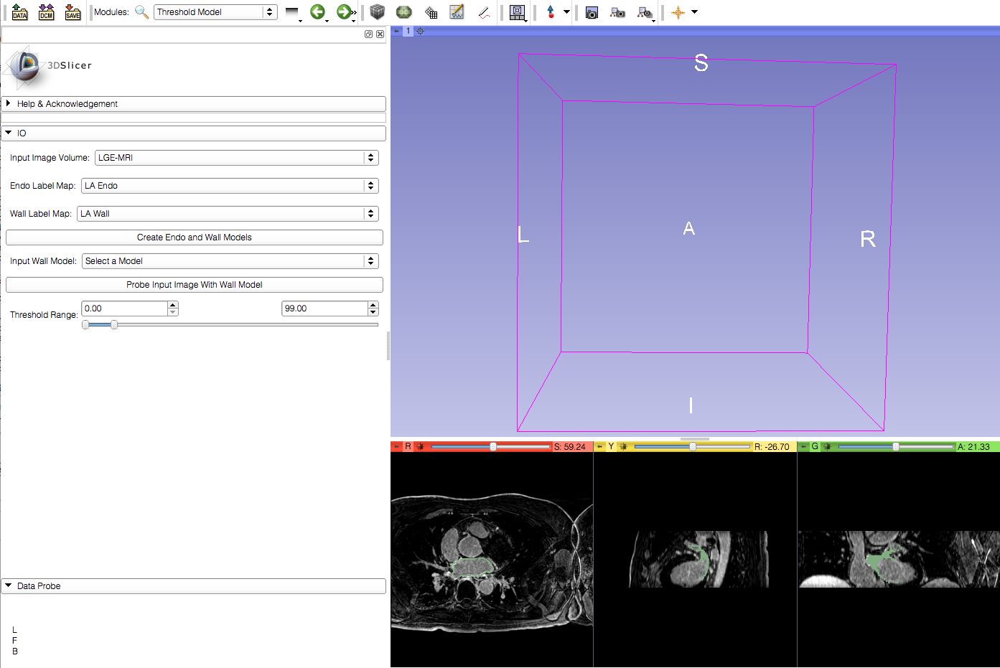 DATA DCM SAVE Modules: Threshold Model
1
3DSlicer
Help & Acknowledgement
IO
Input Image Volume: LGE-MRI
Endo Label Map: LA Endo
Wall Label Map: LA Wall
Create Endo and Wall Models
Input Wall Model: Select a Model
Probe Input Image With Wall Model
Threshold Range: 0.00 99.00
Data Probe
L
F
B
S
L A R
I
R S: 59.24
Y R: -26.70
G A: 21.33